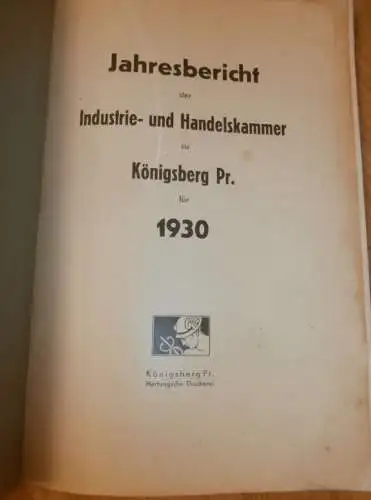 Jahresbericht
der
Industrie- und Handelskammer
zu
Königsberg Pr.
für
1930
Königsberg Pr.
Hartungsche Druckerei